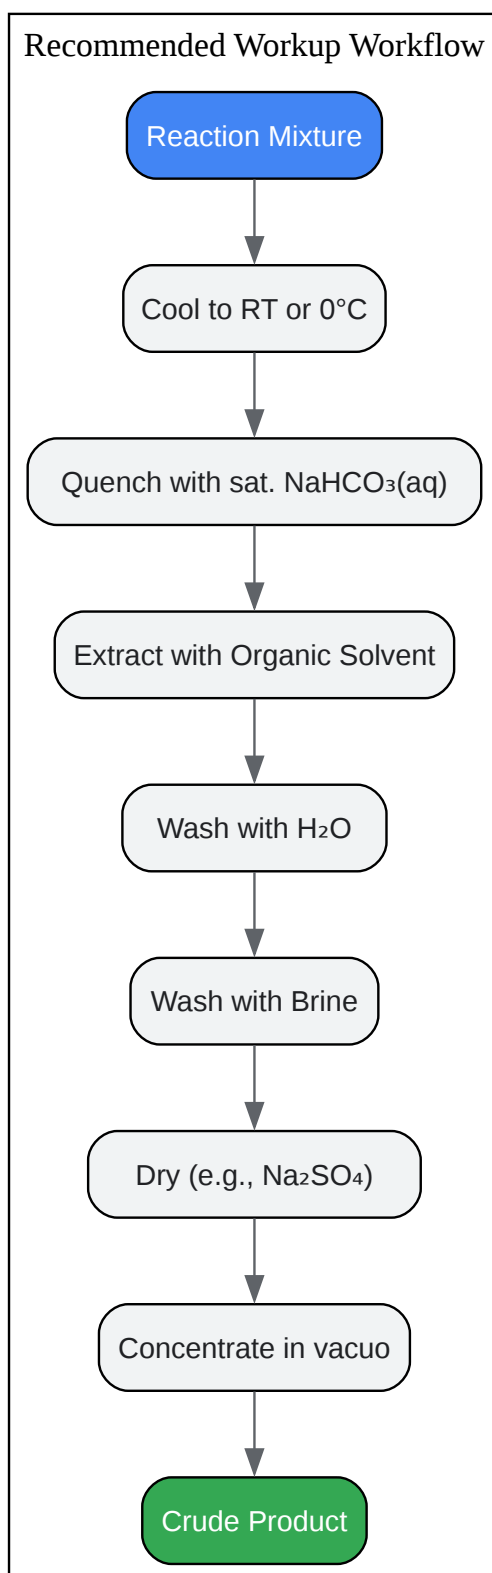 Recommended Workup Workflow
Reaction Mixture
Cool to RT or 0°C
Quench with sat. NaHCO₃(aq)
Extract with Organic Solvent
Wash with H₂O
Wash with Brine
Dry (e.g., Na₂SO₄)
Concentrate in vacuo
Crude Product